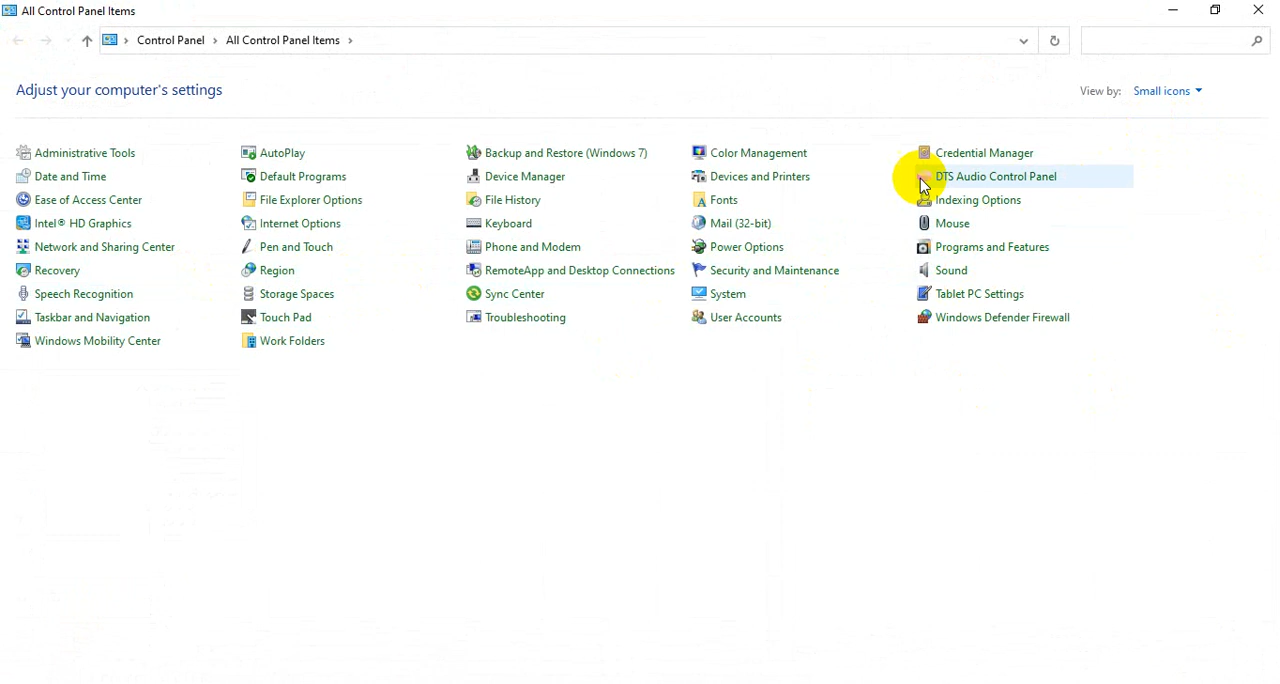 All Control Panel Items
Control Panel > All Control Panel Items >
Adjust your computer's settings
View by: Small icons
Administrative Tools
AutoPlay
Backup and Restore (Windows 7)
Color Management
Credential Manager
Date and Time
Default Programs
Device Manager
Devices and Printers
DTS Audio Control Panel
Ease of Access Center
File Explorer Options
File History
Fonts
Indexing Options
Intel® HD Graphics
Internet Options
Keyboard
Mail (32-bit)
Mouse
Network and Sharing Center
Pen and Touch
Phone and Modem
Power Options
Programs and Features
Recovery
Region
RemoteApp and Desktop Connections
Security and Maintenance
Sound
Speech Recognition
Storage Spaces
Sync Center
System
Tablet PC Settings
Taskbar and Navigation
Touch Pad
Troubleshooting
User Accounts
Windows Defender Firewall
Windows Mobility Center
Work Folders